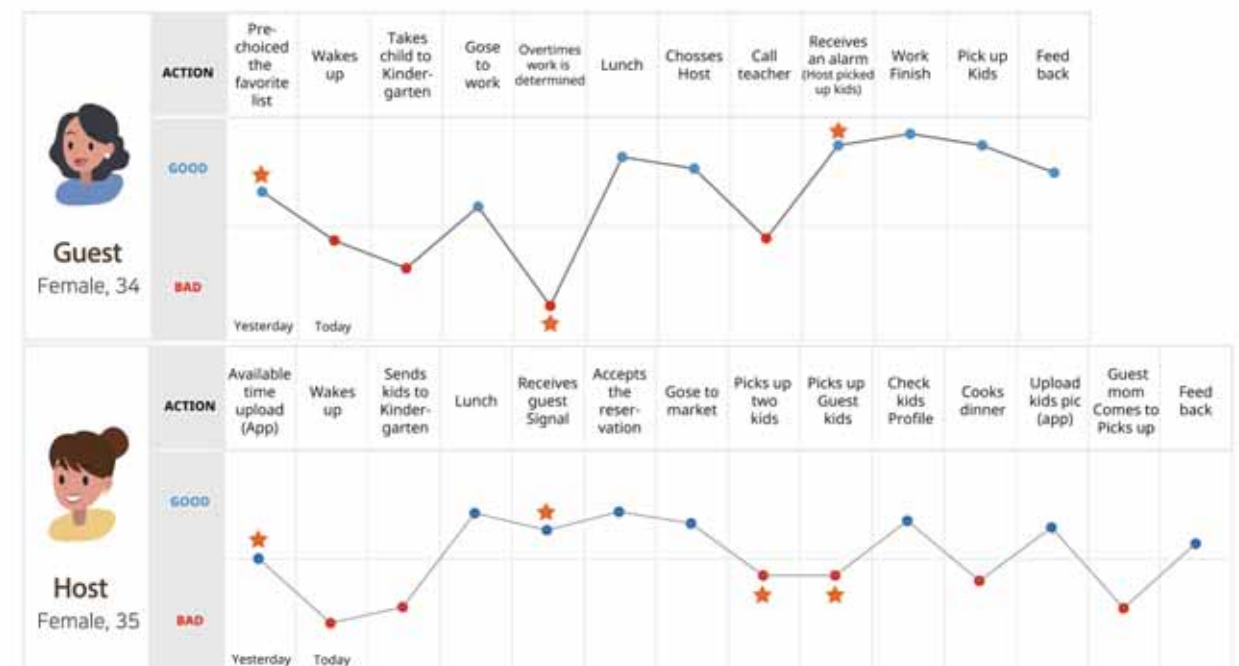 ACTION
Pre-
choiced
the
favorite
list
Wakes
up
Takes
child to
Kinder-
garten
Gose
to
work
Overtimes
work is
determined
Lunch
Chosses
Host
Call
teacher
Receives
an alarm
(Host picked
up kids)
Work
Finish
Pick up
Kids
Feed
back
GOOD
BAD
Guest
Female, 34
Yesterday
Today
ACTION
Available
time
upload
(App)
Wakes
up
Sends
kids to
Kinder-
garten
Lunch
Receives
guest
Signal
Accepts
the
reser-
vation
Gose to
market
Picks up
two
kids
Picks up
Guest
kids
Check
kids
Profile
Cooks
dinner
Upload
kids pic
(app)
Guest
mom
Comes to
Picks up
Feed
back
GOOD
BAD
Host
Female, 35
Yesterday
Today